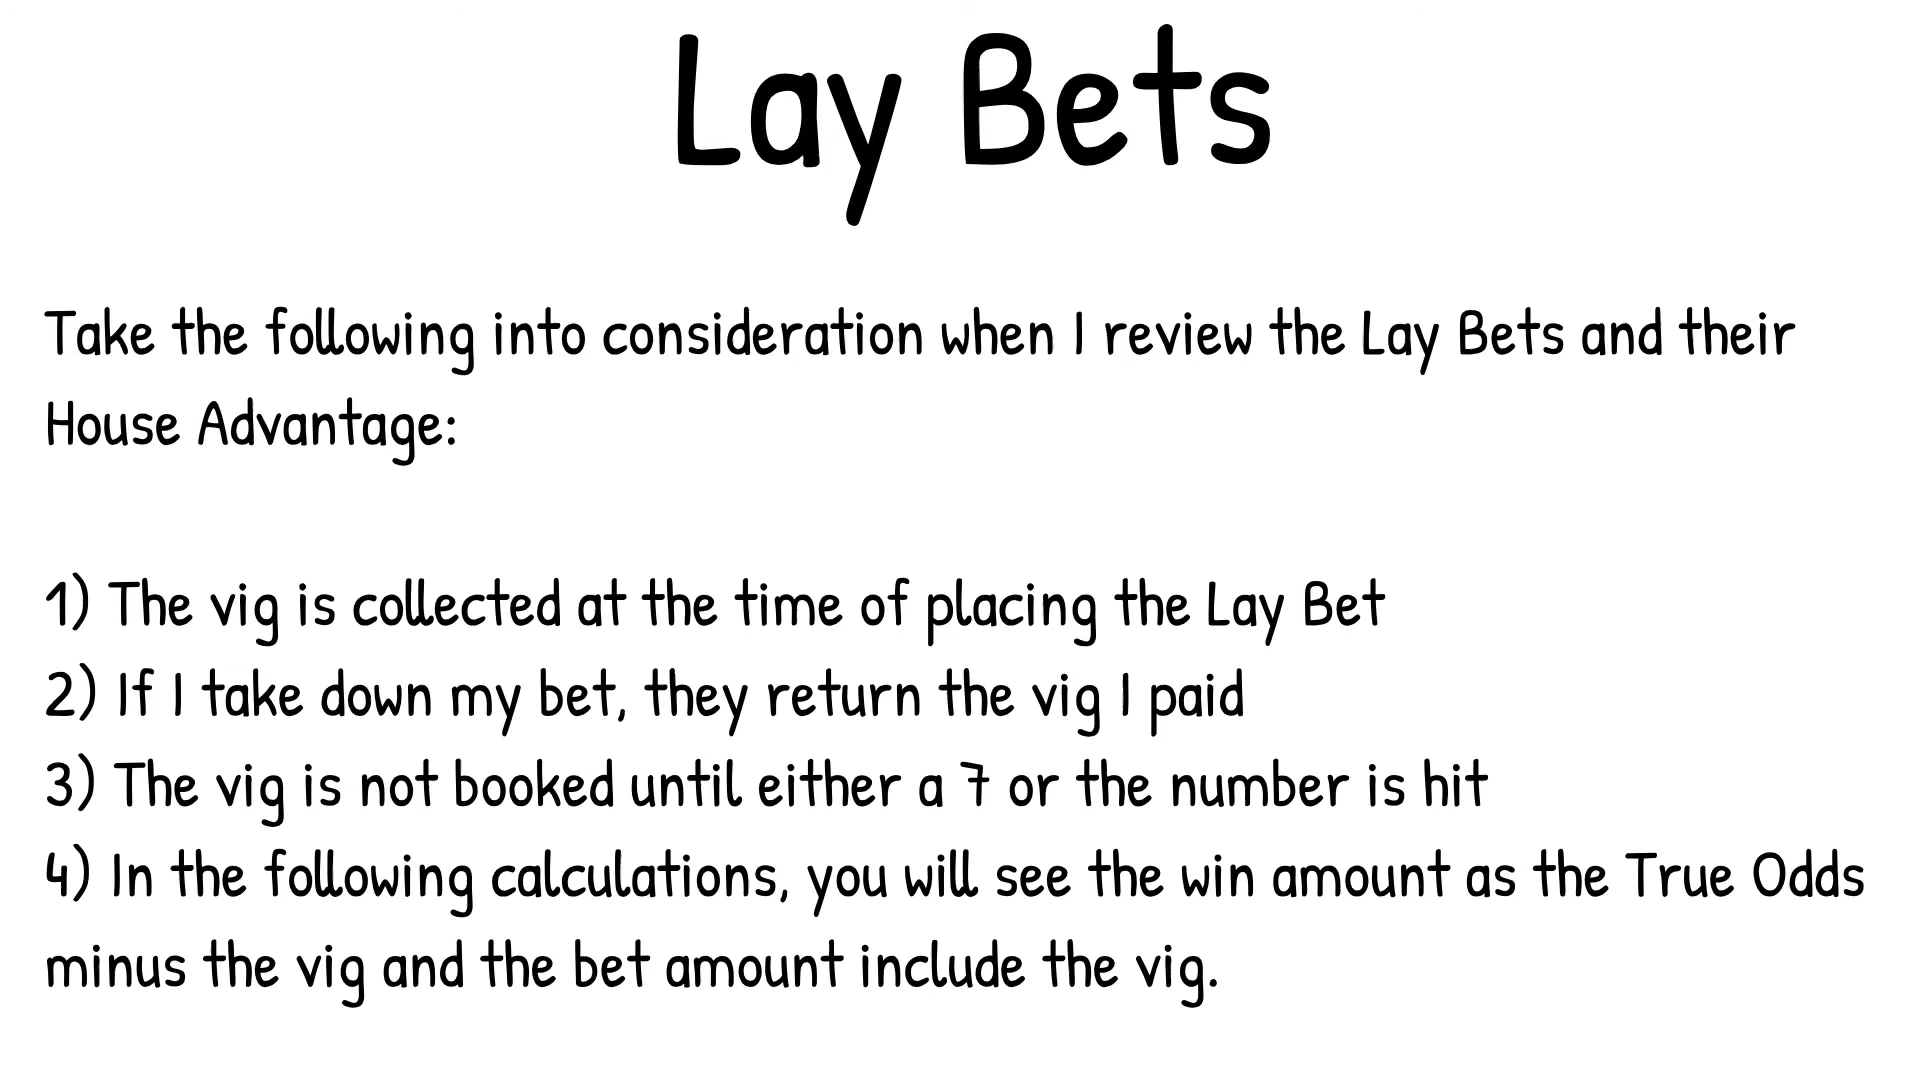 Lay Bets
Take the following into consideration when I review the Lay Bets and their
House Advantage:
1) The vig is collected at the time of placing the Lay Bet
2) If I take down my bet, they return the vig I paid
3) The vig is not booked until either a 7 or the number is hit
4) In the following calculations, you will see the win amount as the True Odds
minus the vig and the bet amount include the vig.